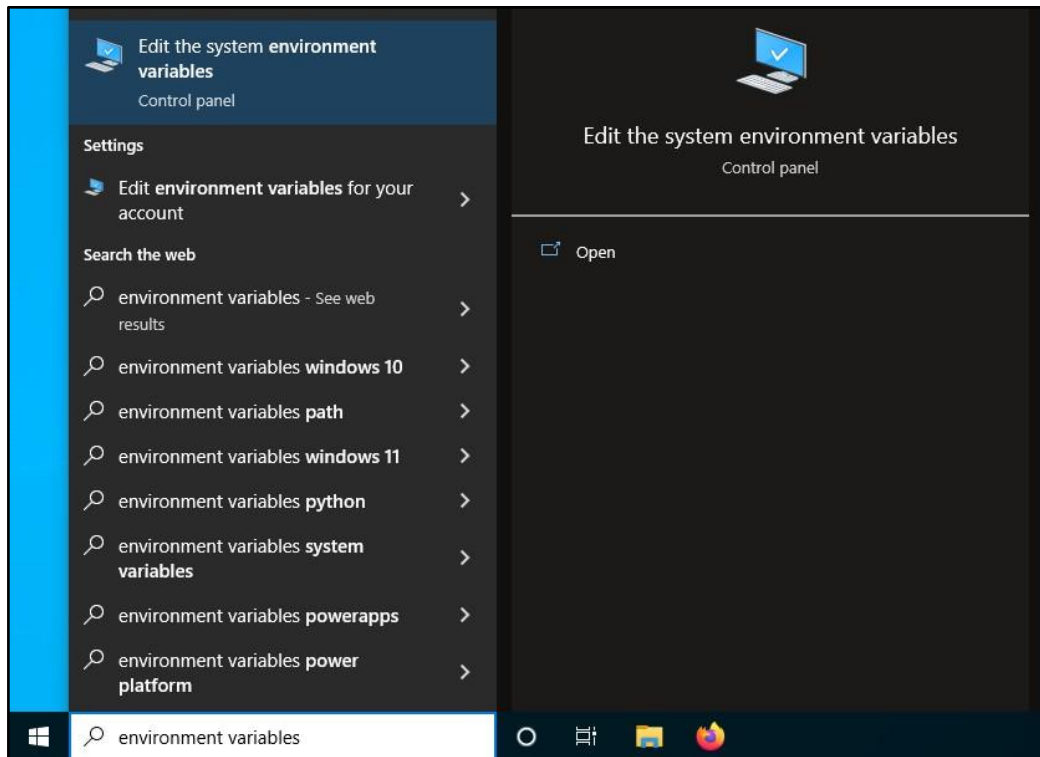 Edit the system environment
variables
Control panel
Settings
Edit environment variables for your
account
Search the web
environment variables - See web
results
environment variables windows 10
environment variables path
environment variables windows 11
environment variables python
environment variables system
variables
environment variables powerapps
environment variables power
platform
environment variables
Edit the system environment variables
Control panel
Open